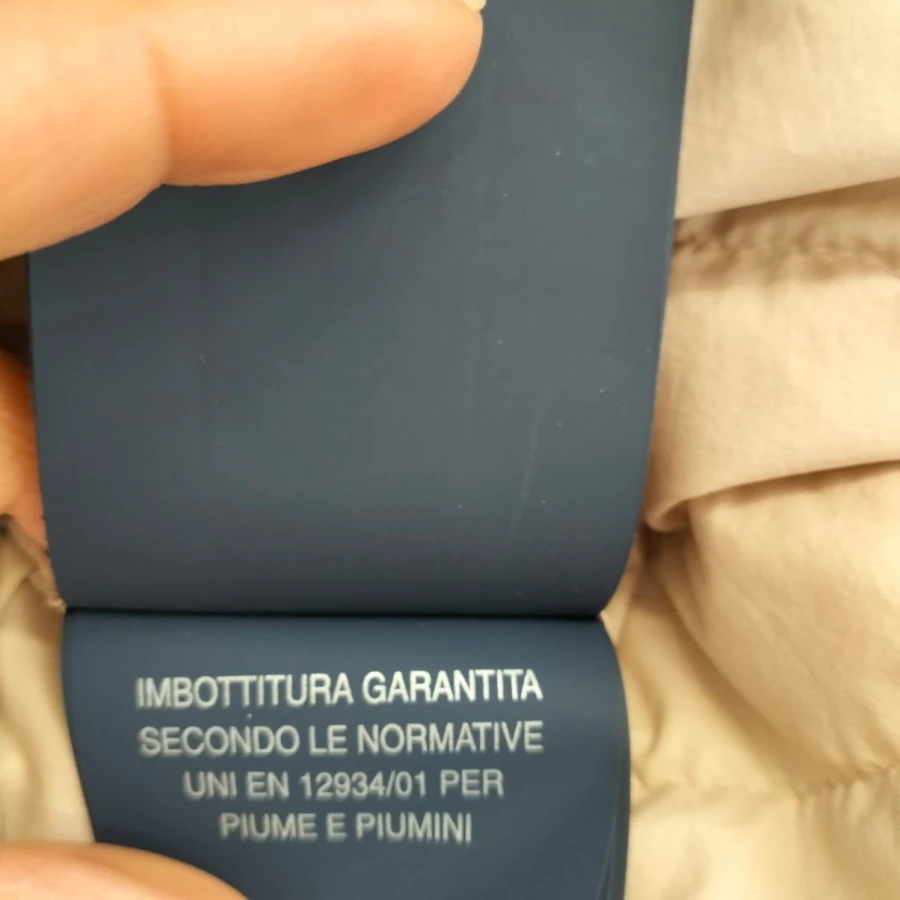 IMBOTTITURA GARANTITA
SECONDO LE NORMATIVE
UNI EN 12934/01 PER
PIUME E PIUMINI